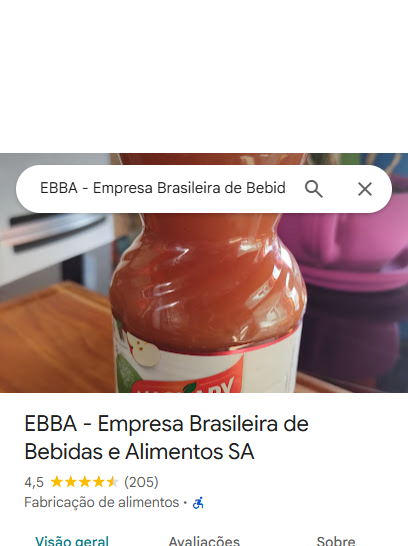 EBBA - Empresa Brasileira de Bebid
EBBA - Empresa Brasileira de
Bebidas e Alimentos SA
4,5 (205)
Fabricação de alimentos ·
Visão geral Avaliações Sobre